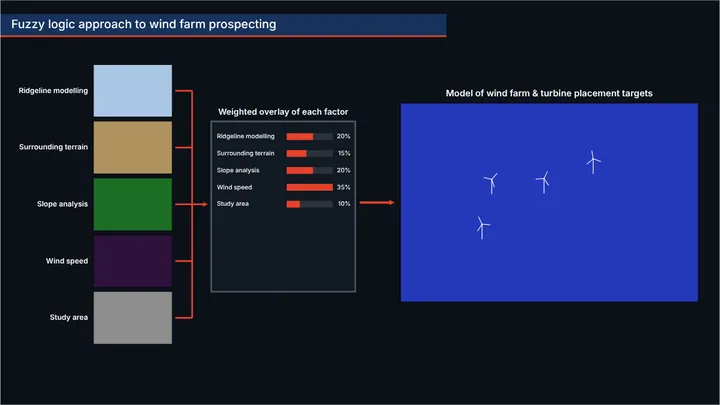 Fuzzy logic approach to wind farm prospecting
Ridgeline modelling
Surrounding terrain
Slope analysis
Wind speed
Study area
Weighted overlay of each factor
Ridgeline modelling 20%
Surrounding terrain 15%
Slope analysis 20%
Wind speed 35%
Study area 10%
Model of wind farm & turbine placement targets